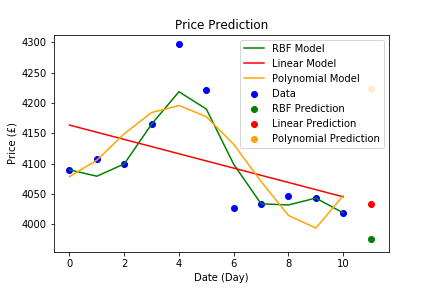 Price Prediction
Price (£)
4300
4250
4200
4150
4100
4050
4000
RBF Model
Linear Model
Polynomial Model
Data
RBF Prediction
Linear Prediction
Polynomial Prediction
0 2 4 6 8 10
Date (Day)